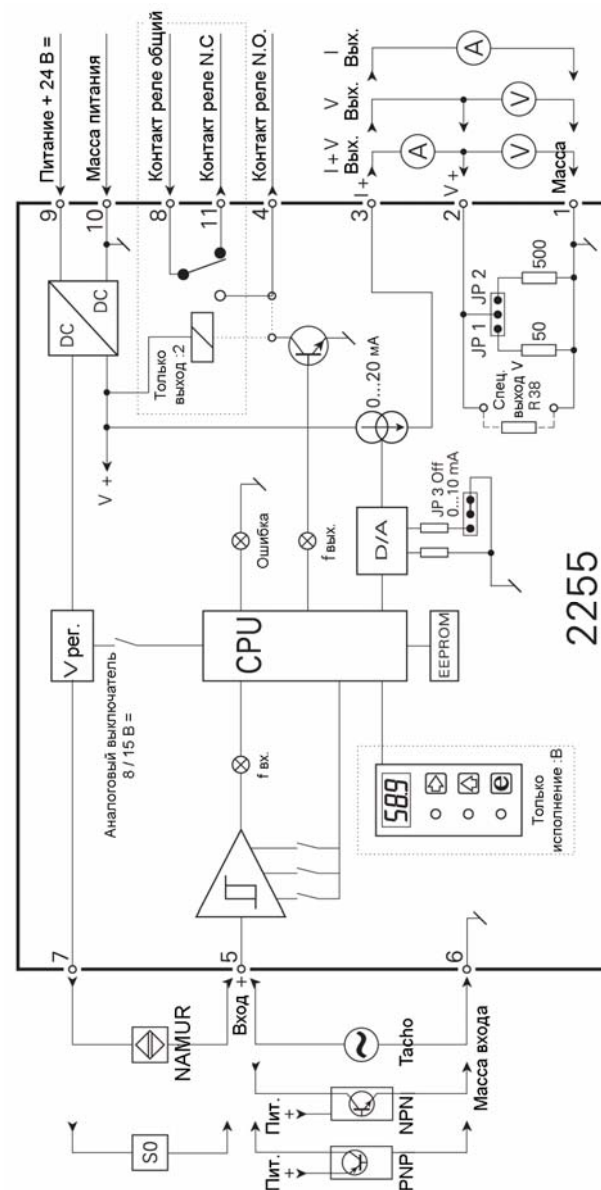 Питание + 24 В =
Масса питания
Контакт реле общий
Контакт реле N.C
Контакт реле N.O.
I + V
Вых.
V
Вых.
I
Вых.
9
10
8
11
4
3
I +
2
V +
1
Масса
DC
DC
V +
Только
выход :2
0...20 мА
JP 1
JP 2
50
500
Спец.
выход V
R 38
V рег.
Аналоговый выключатель
8 / 15 В =
Ошибка
f вых.
f вх.
CPU
EEPROM
D/A
JP 3 Off
0...10 mA
58.9
e
Только
исполнение :B
2255
7
5
6
Вход +
NAMUR
S0
Tacho
Масса входа
Пит.
+
NPN
Пит.
+
PNP
A
V
V
A